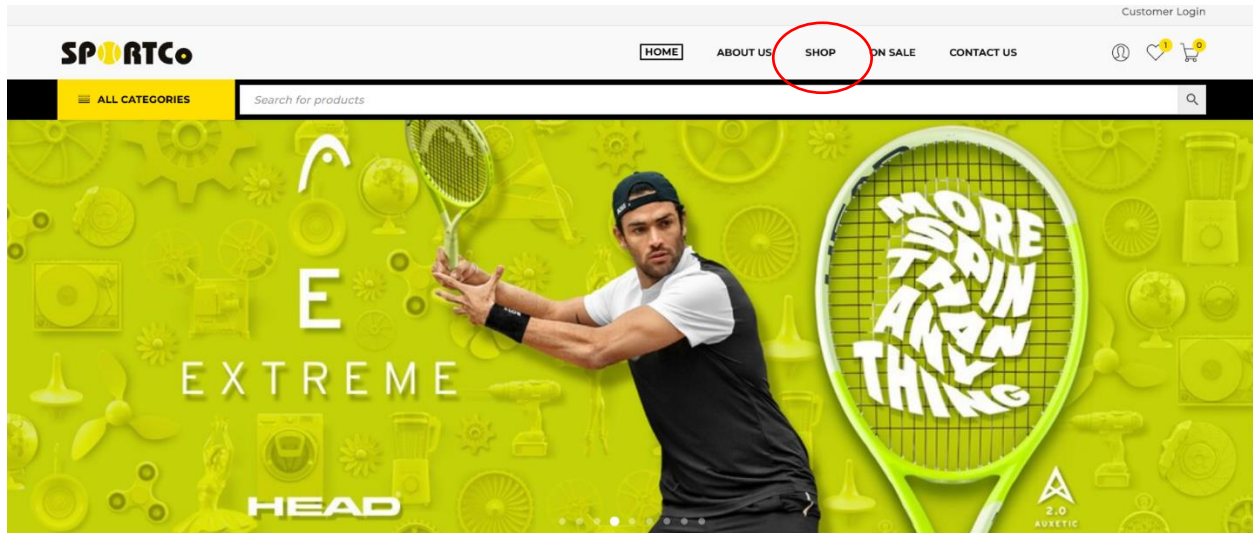 Customer Login
SPORTCo
HOME ABOUT US SHOP ON SALE CONTACT US 1 0
ALL CATEGORIES Search for products
E
EXTREME
HEAD
MORE
SPIN
THAN
ANY
THING
2.0
AUXETIC